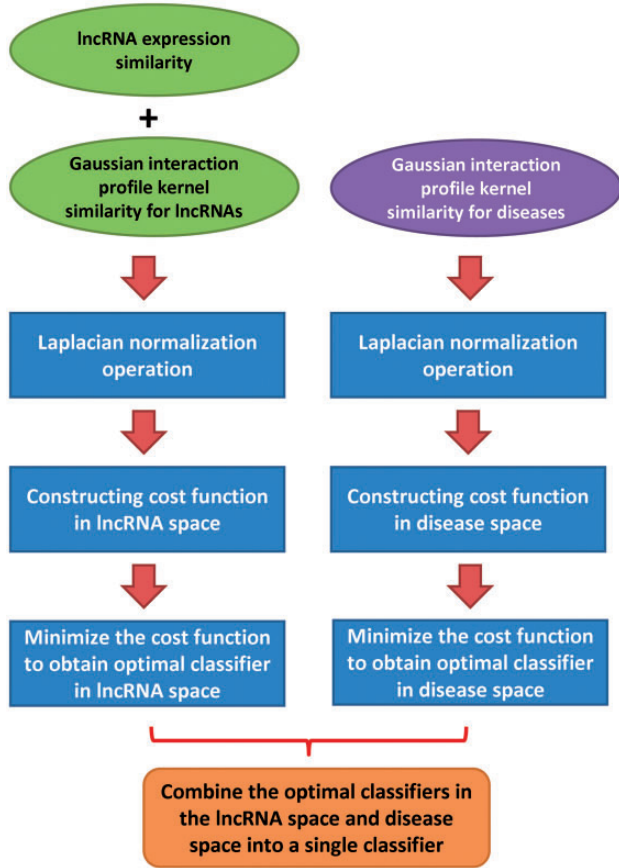 lncRNA expression
similarity
+
Gaussian interaction
profile kernel
similarity for lncRNAs
Gaussian interaction
profile kernel
similarity for diseases
Laplacian normalization
operation
Laplacian normalization
operation
Constructing cost function
in lncRNA space
Constructing cost function
in disease space
Minimize the cost function
to obtain optimal classifier
in lncRNA space
Minimize the cost function
to obtain optimal classifier
in disease space
Combine the optimal classifiers in
the lncRNA space and disease
space into a single classifier